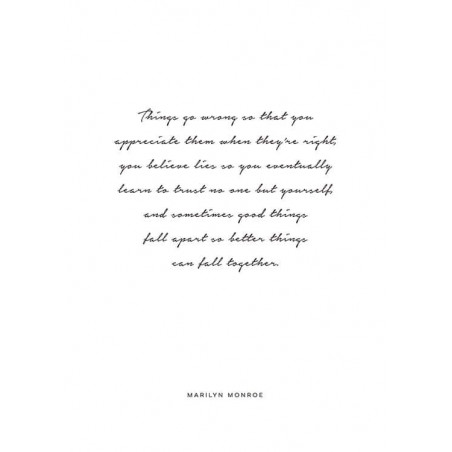 Things go wrong so that you
appreciate them when they're right,
you believe lies so you eventually
learn to trust no one but yourself,
and sometimes good things
fall apart so better things
can fall together.
MARILYN MONROE